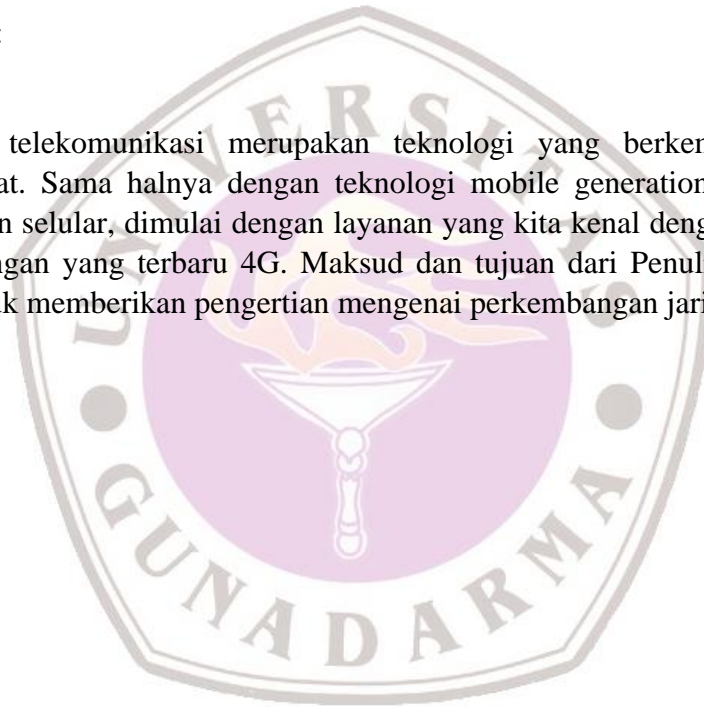 :
telekomunikasi merupakan teknologi yang berken
at. Sama halnya dengan teknologi mobile generation
n selular, dimulai dengan layanan yang kita kenal deng
ngan yang terbaru 4G. Maksud dan tujuan dari Penul
uk memberikan pengertian mengenai perkembangan jari
UNIVERSITAS
GUNADARMA